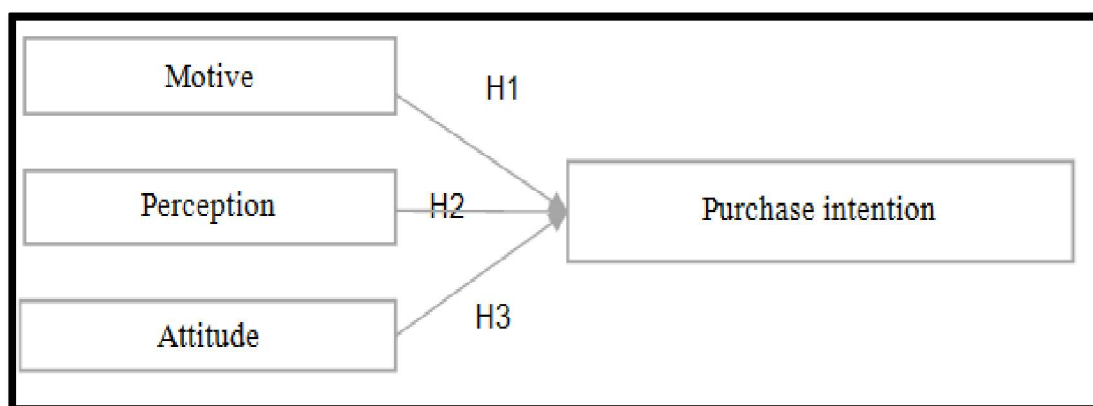 Motive
H1
Perception
H2
Purchase intention
Attitude
H3